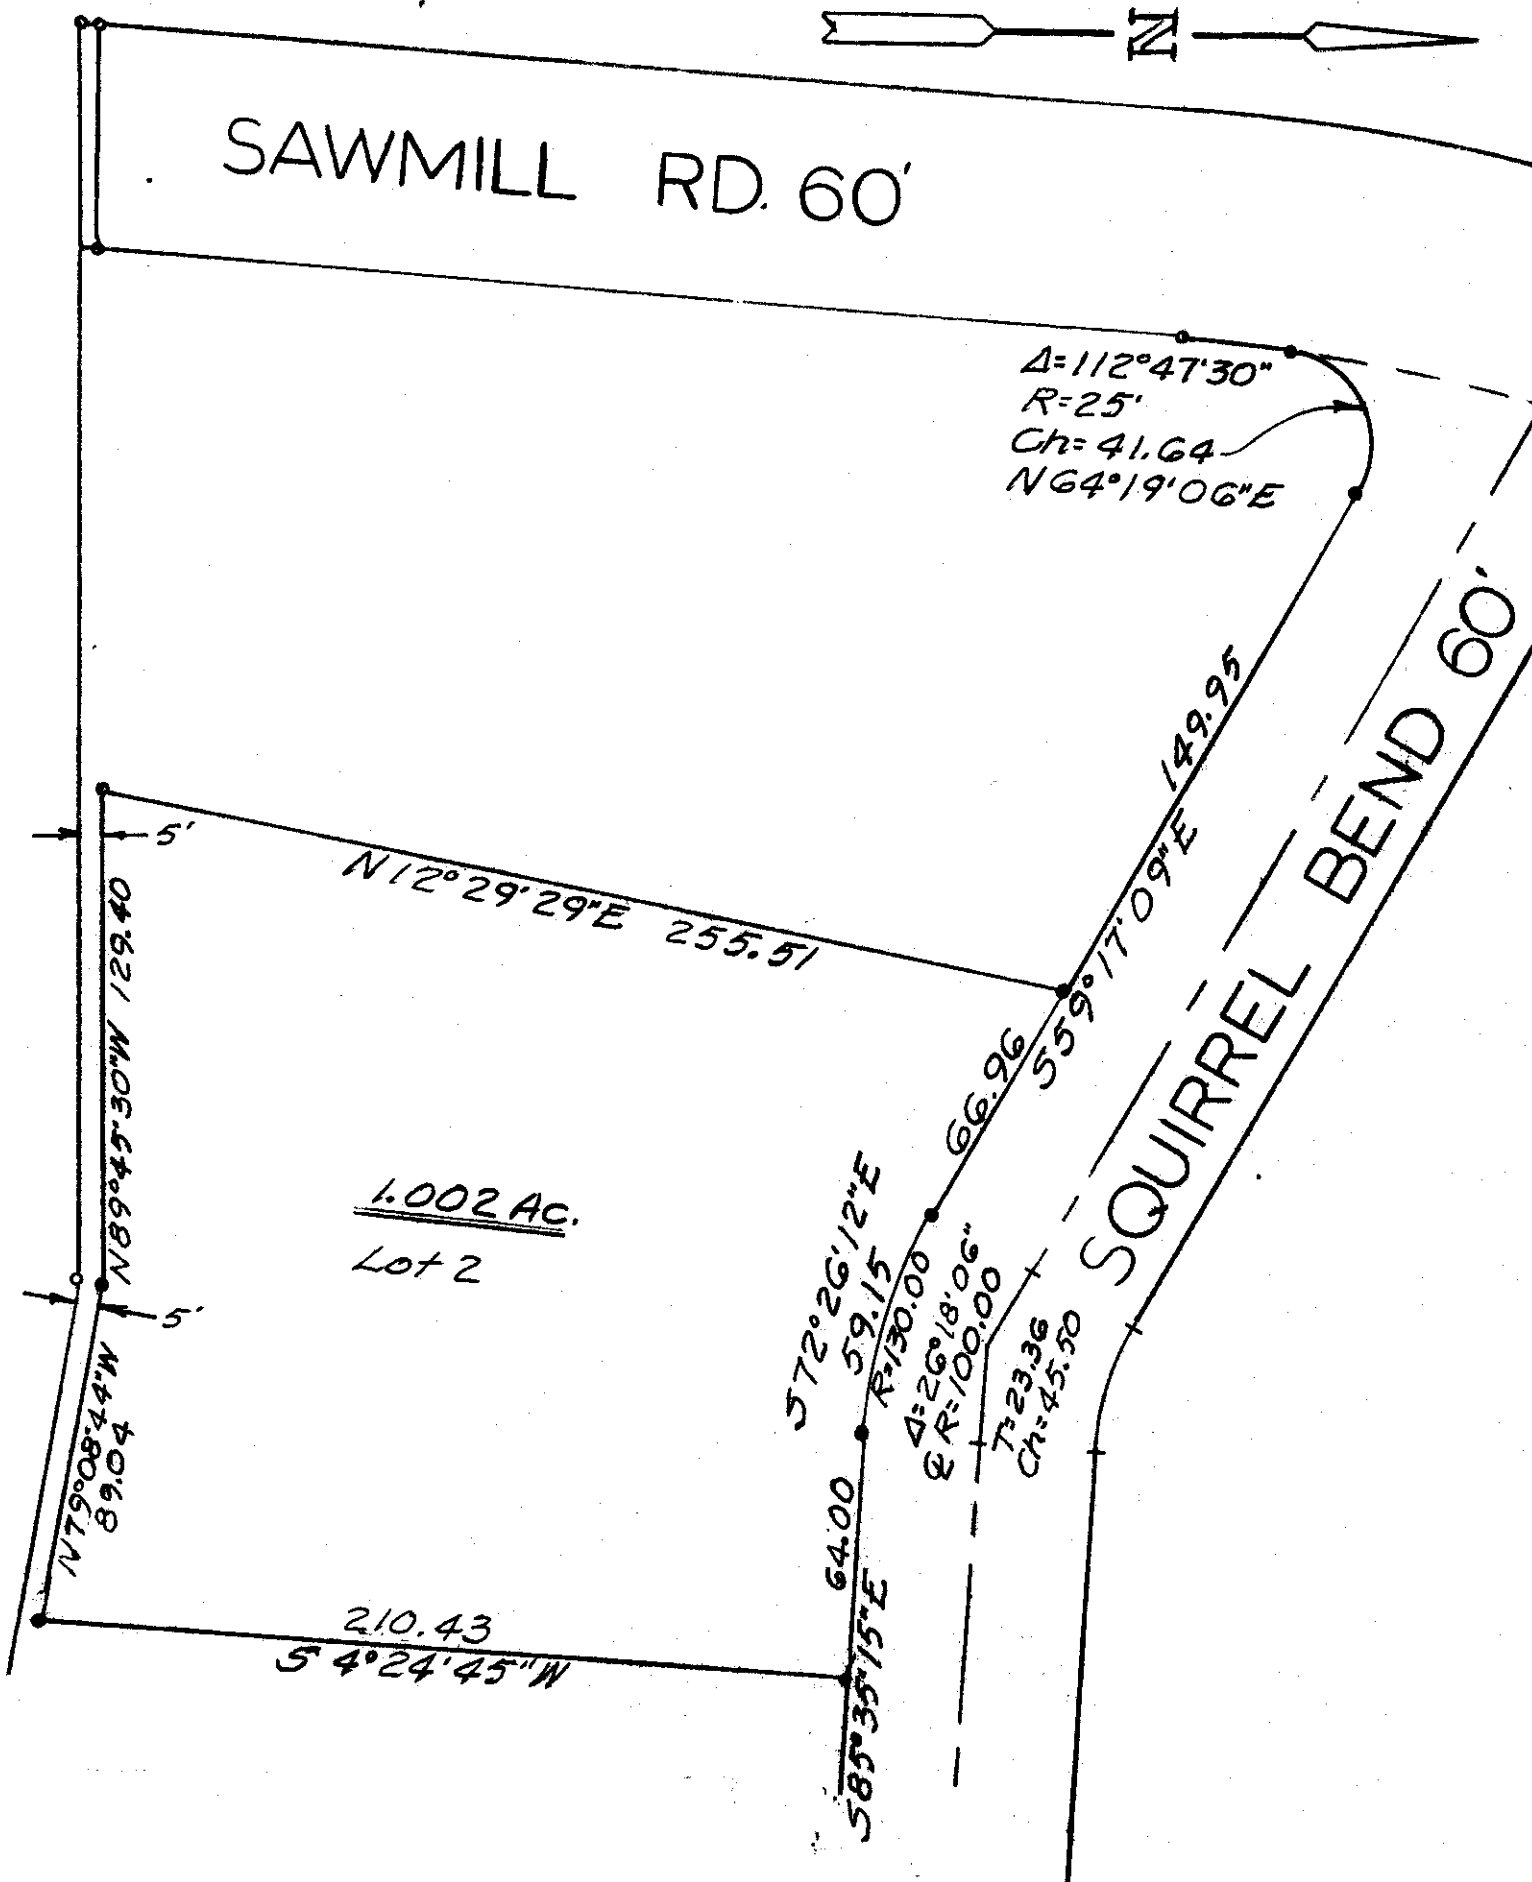 N
SAWMILL RD. 60'
Δ=112°47'30"
R=25'
Ch=41.64
N64°19'06"E
149.95
S59°17'09"E
SQUIRREL BEND 60'
5'
N12°29'29"E 255.51
N89°45'30"W 129.40
66.96
1.002 Ac.
Lot 2
S72°26'12"E
59.15
R=130.00
Δ=26°18'06"
℄ R=100.00
T=23.36
Ch=45.50
5'
N79°08'44"W
89.04
64.00
S85°35'15"E
210.43
S 4°24'45"W